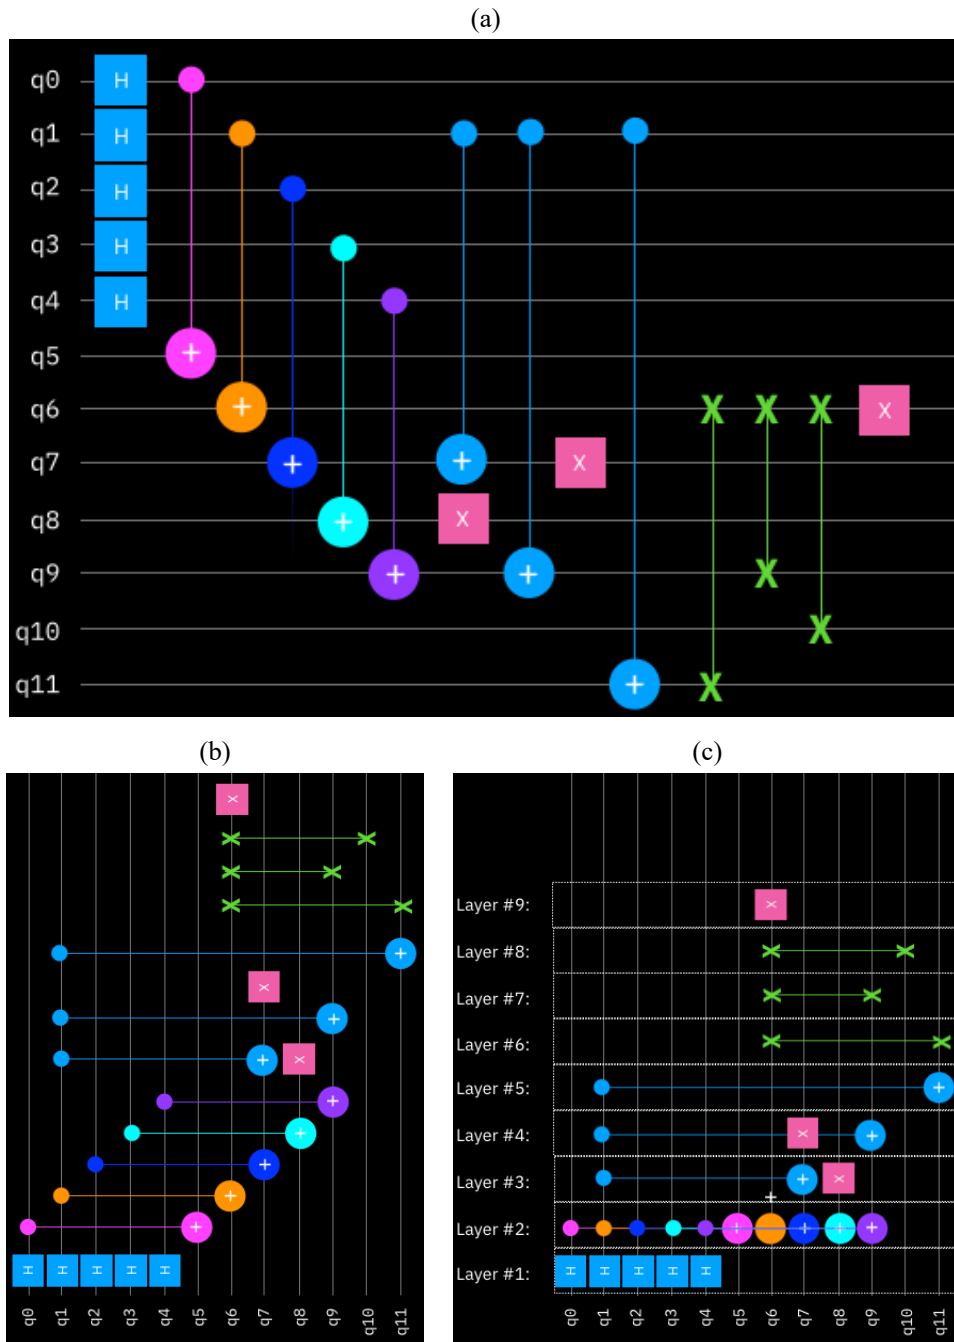 (a)
q0 H
q1 H
q2 H
q3 H
q4 H
q5 +
q6 + X X X X
q7 + + X
q8 + X
q9 + + X
q10 X
q11 + X
(b)
X
+
X
+
+ X
+
+
+
+
+
H H H H H
q0 q1 q2 q3 q4 q5 q6 q7 q8 q9 q10 q11
(c)
Layer #9: X
Layer #8:
Layer #7:
Layer #6:
Layer #5: +
Layer #4: X +
Layer #3: + X
+
Layer #2: + + + +
Layer #1: H H H H H
q0 q1 q2 q3 q4 q5 q6 q7 q8 q9 q10 q11